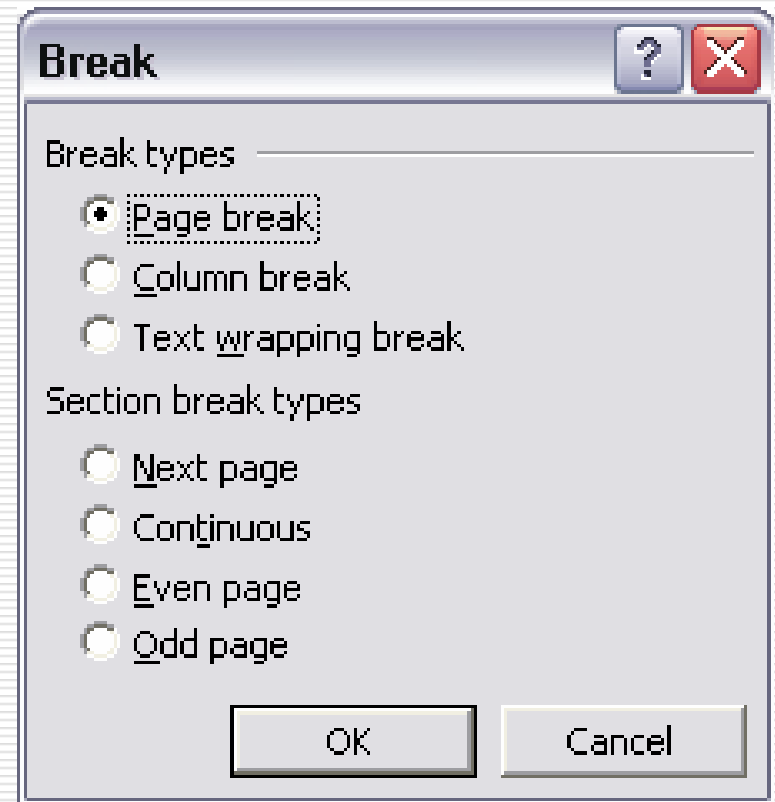 Break ?
Break types
Page break
Column break
Text wrapping break
Section break types
Next page
Continuous
Even page
Odd page
OK Cancel